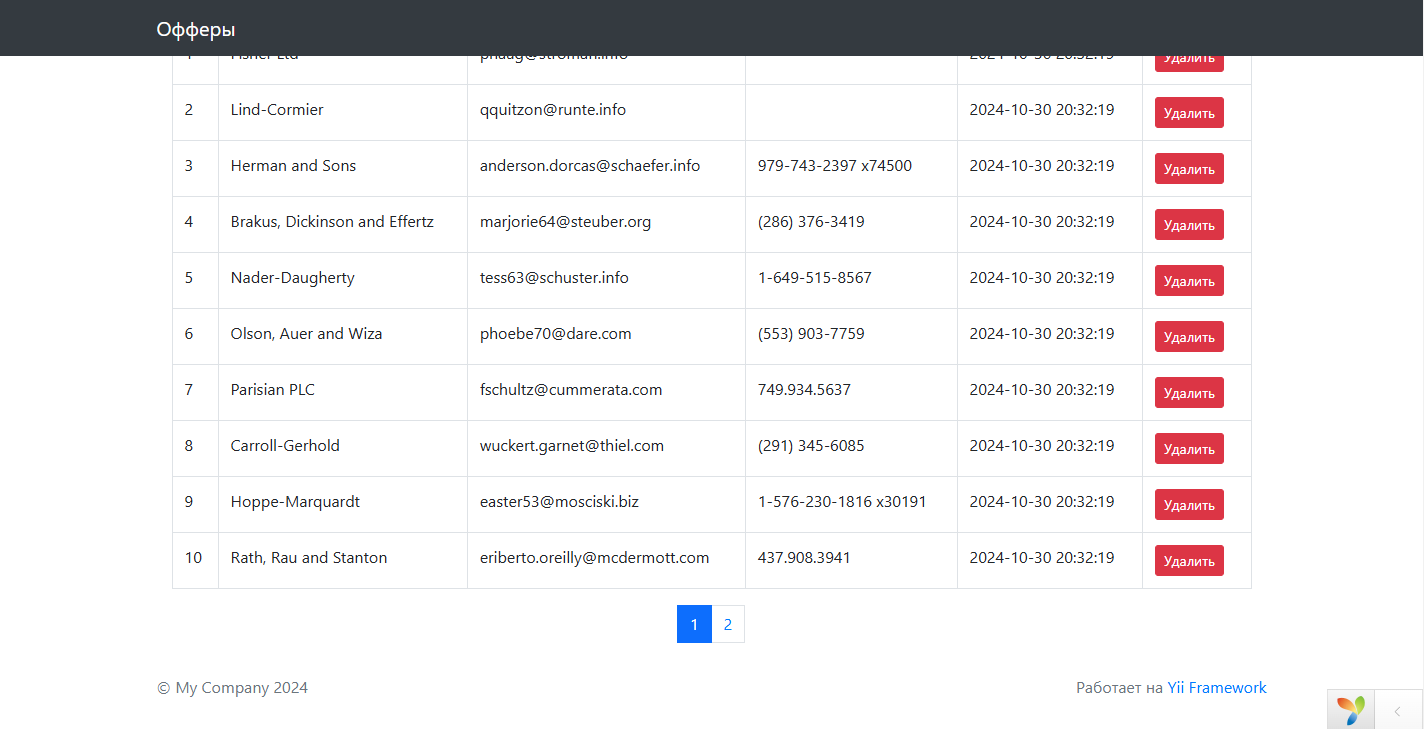 Офферы
2 Lind-Cormier qquitzon@runte.info 2024-10-30 20:32:19 Удалить
3 Herman and Sons anderson.dorcas@schaefer.info 979-743-2397 x74500 2024-10-30 20:32:19 Удалить
4 Brakus, Dickinson and Effertz marjorie64@steuber.org (286) 376-3419 2024-10-30 20:32:19 Удалить
5 Nader-Daugherty tess63@schuster.info 1-649-515-8567 2024-10-30 20:32:19 Удалить
6 Olson, Auer and Wiza phoebe70@dare.com (553) 903-7759 2024-10-30 20:32:19 Удалить
7 Parisian PLC fschultz@cummerata.com 749.934.5637 2024-10-30 20:32:19 Удалить
8 Carroll-Gerhold wuckert.garnet@thiel.com (291) 345-6085 2024-10-30 20:32:19 Удалить
9 Hoppe-Marquardt easter53@mosciski.biz 1-576-230-1816 x30191 2024-10-30 20:32:19 Удалить
10 Rath, Rau and Stanton eriberto.oreilly@mcdermott.com 437.908.3941 2024-10-30 20:32:19 Удалить
1 2
© My Company 2024 Работает на Yii Framework